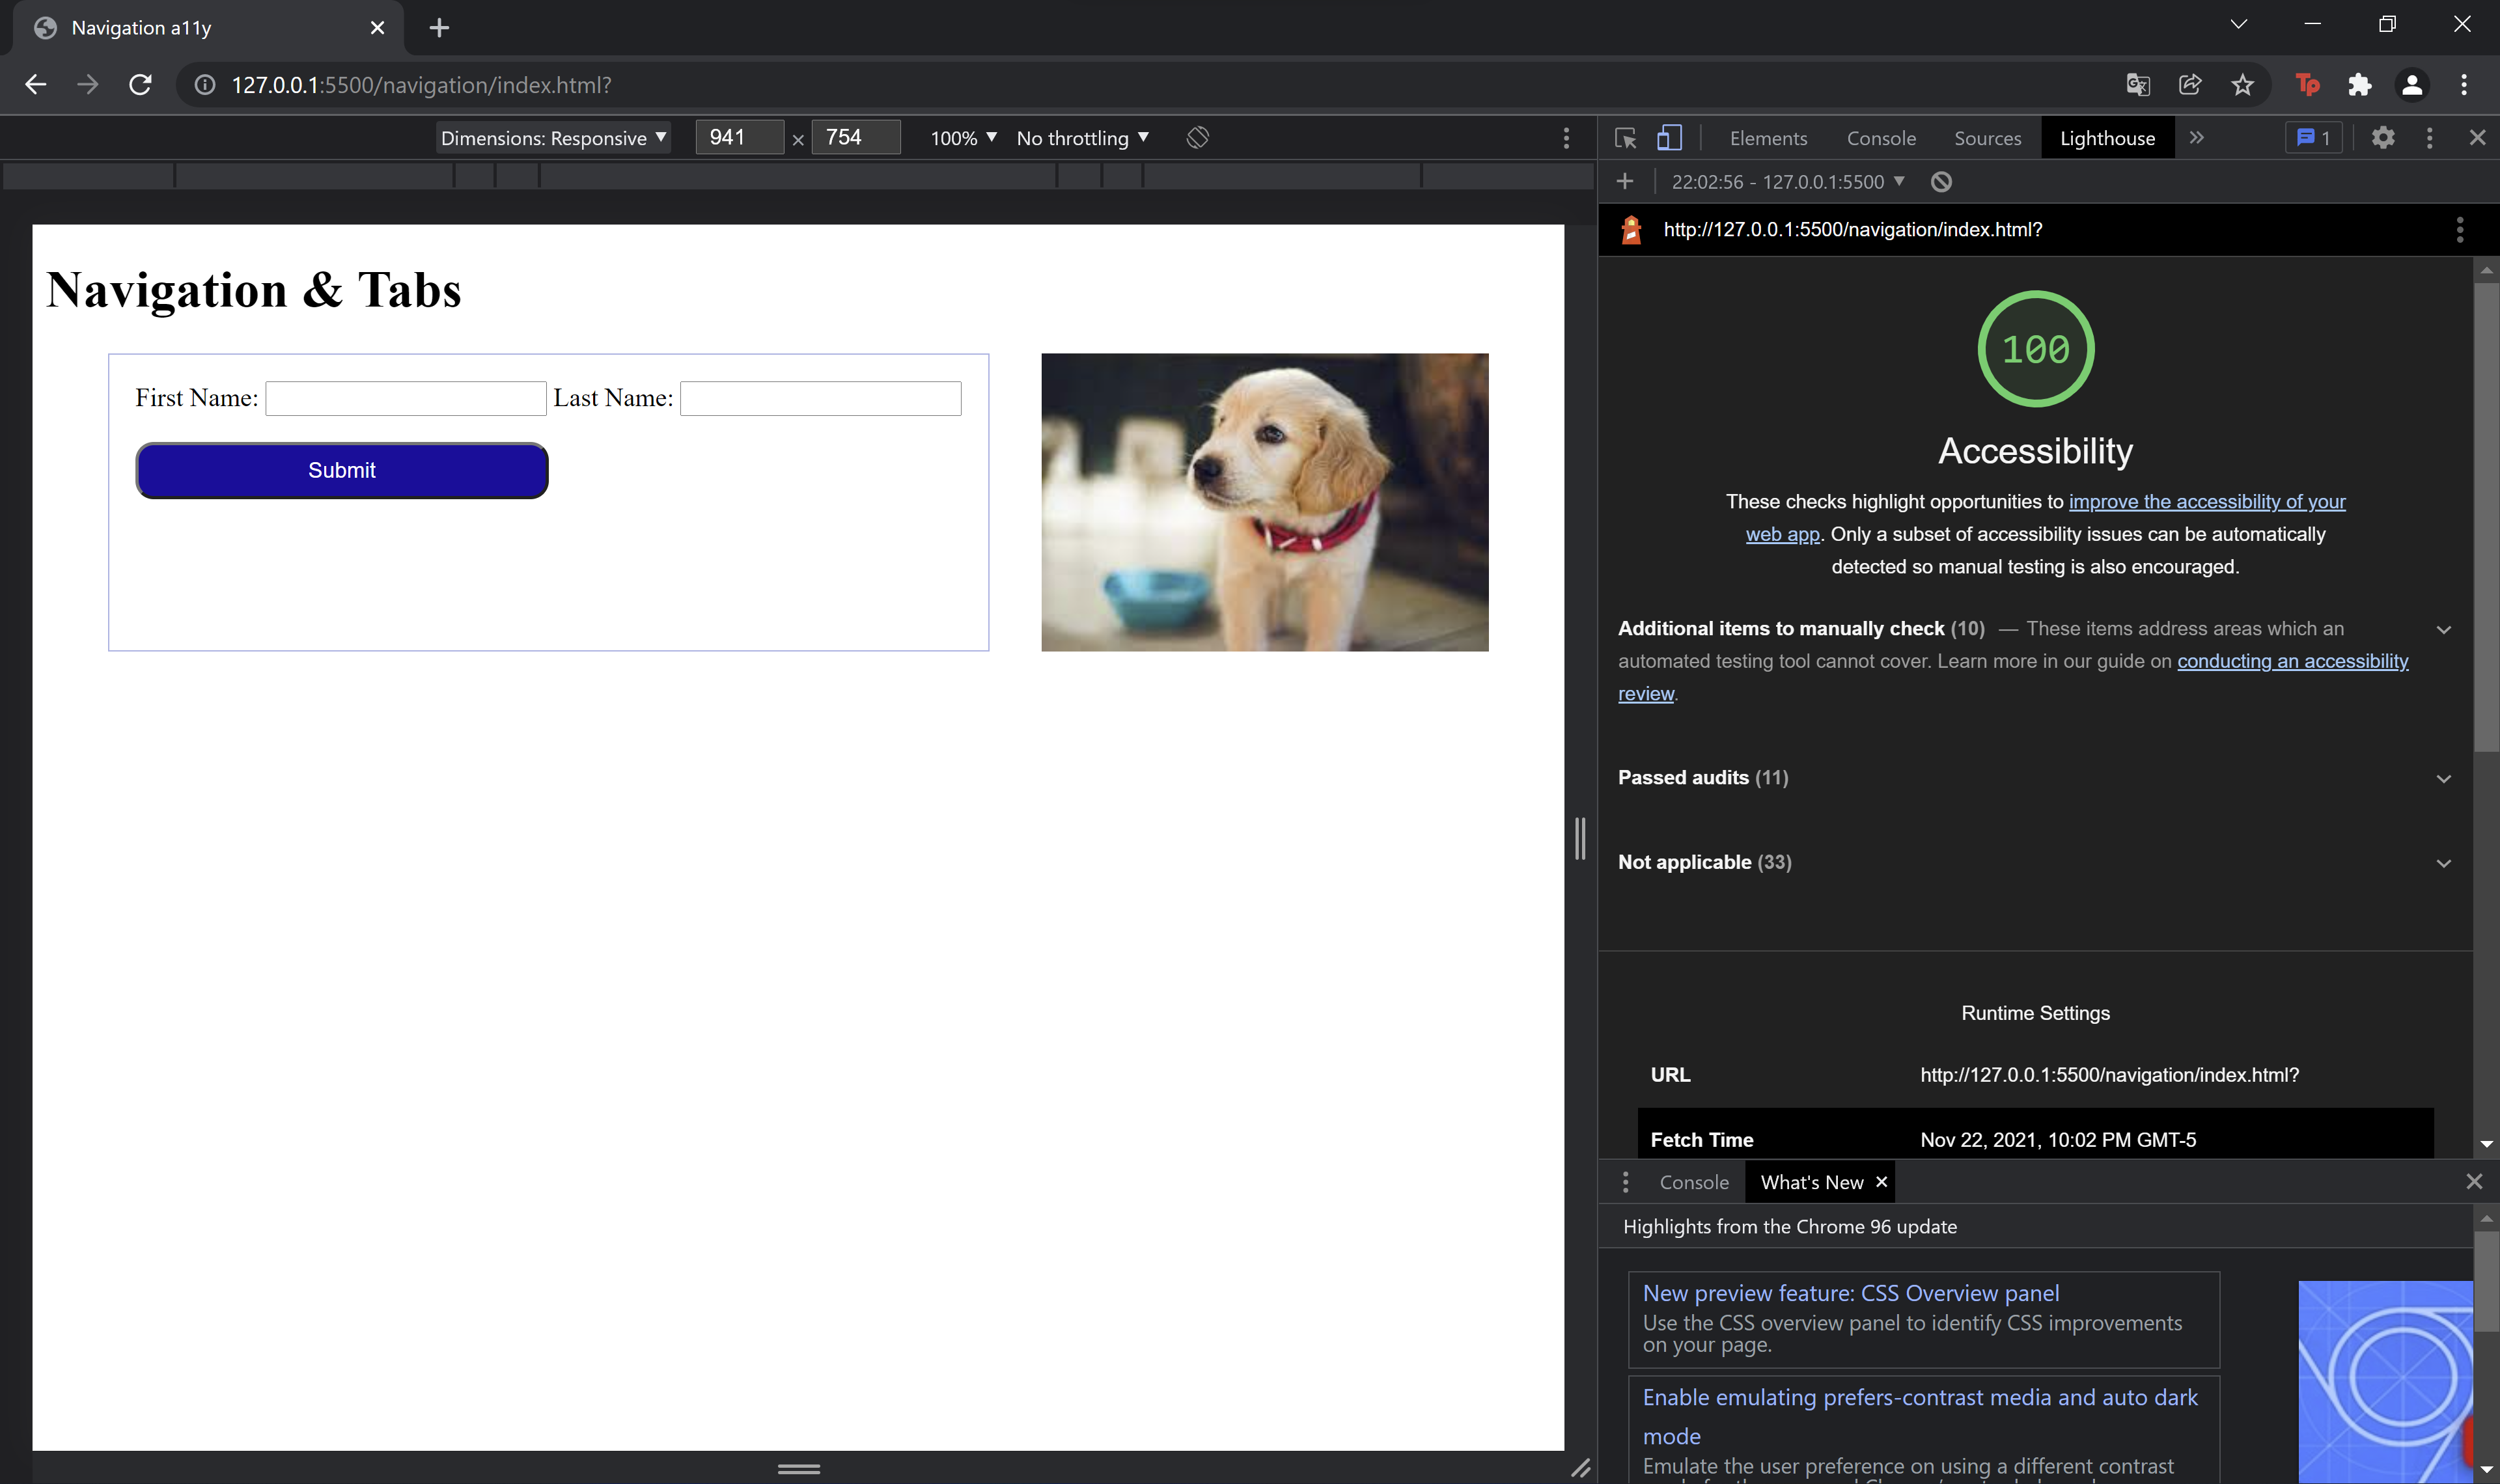 Navigation a11y
127.0.0.1:5500/navigation/index.html?
Dimensions: Responsive 941 × 754 100% No throttling
Elements Console Sources Lighthouse 1
22:02:56 - 127.0.0.1:5500
http://127.0.0.1:5500/navigation/index.html?
Navigation & Tabs
First Name: Last Name:
Submit
100
Accessibility
These checks highlight opportunities to improve the accessibility of your
web app. Only a subset of accessibility issues can be automatically
detected so manual testing is also encouraged.
Additional items to manually check (10) — These items address areas which an
automated testing tool cannot cover. Learn more in our guide on conducting an accessibility
review.
Passed audits (11)
Not applicable (33)
Runtime Settings
URL http://127.0.0.1:5500/navigation/index.html?
Fetch Time Nov 22, 2021, 10:02 PM GMT-5
Console What's New
Highlights from the Chrome 96 update
New preview feature: CSS Overview panel
Use the CSS overview panel to identify CSS improvements
on your page.
Enable emulating prefers-contrast media and auto dark
mode
Emulate the user preference on using a different contrast